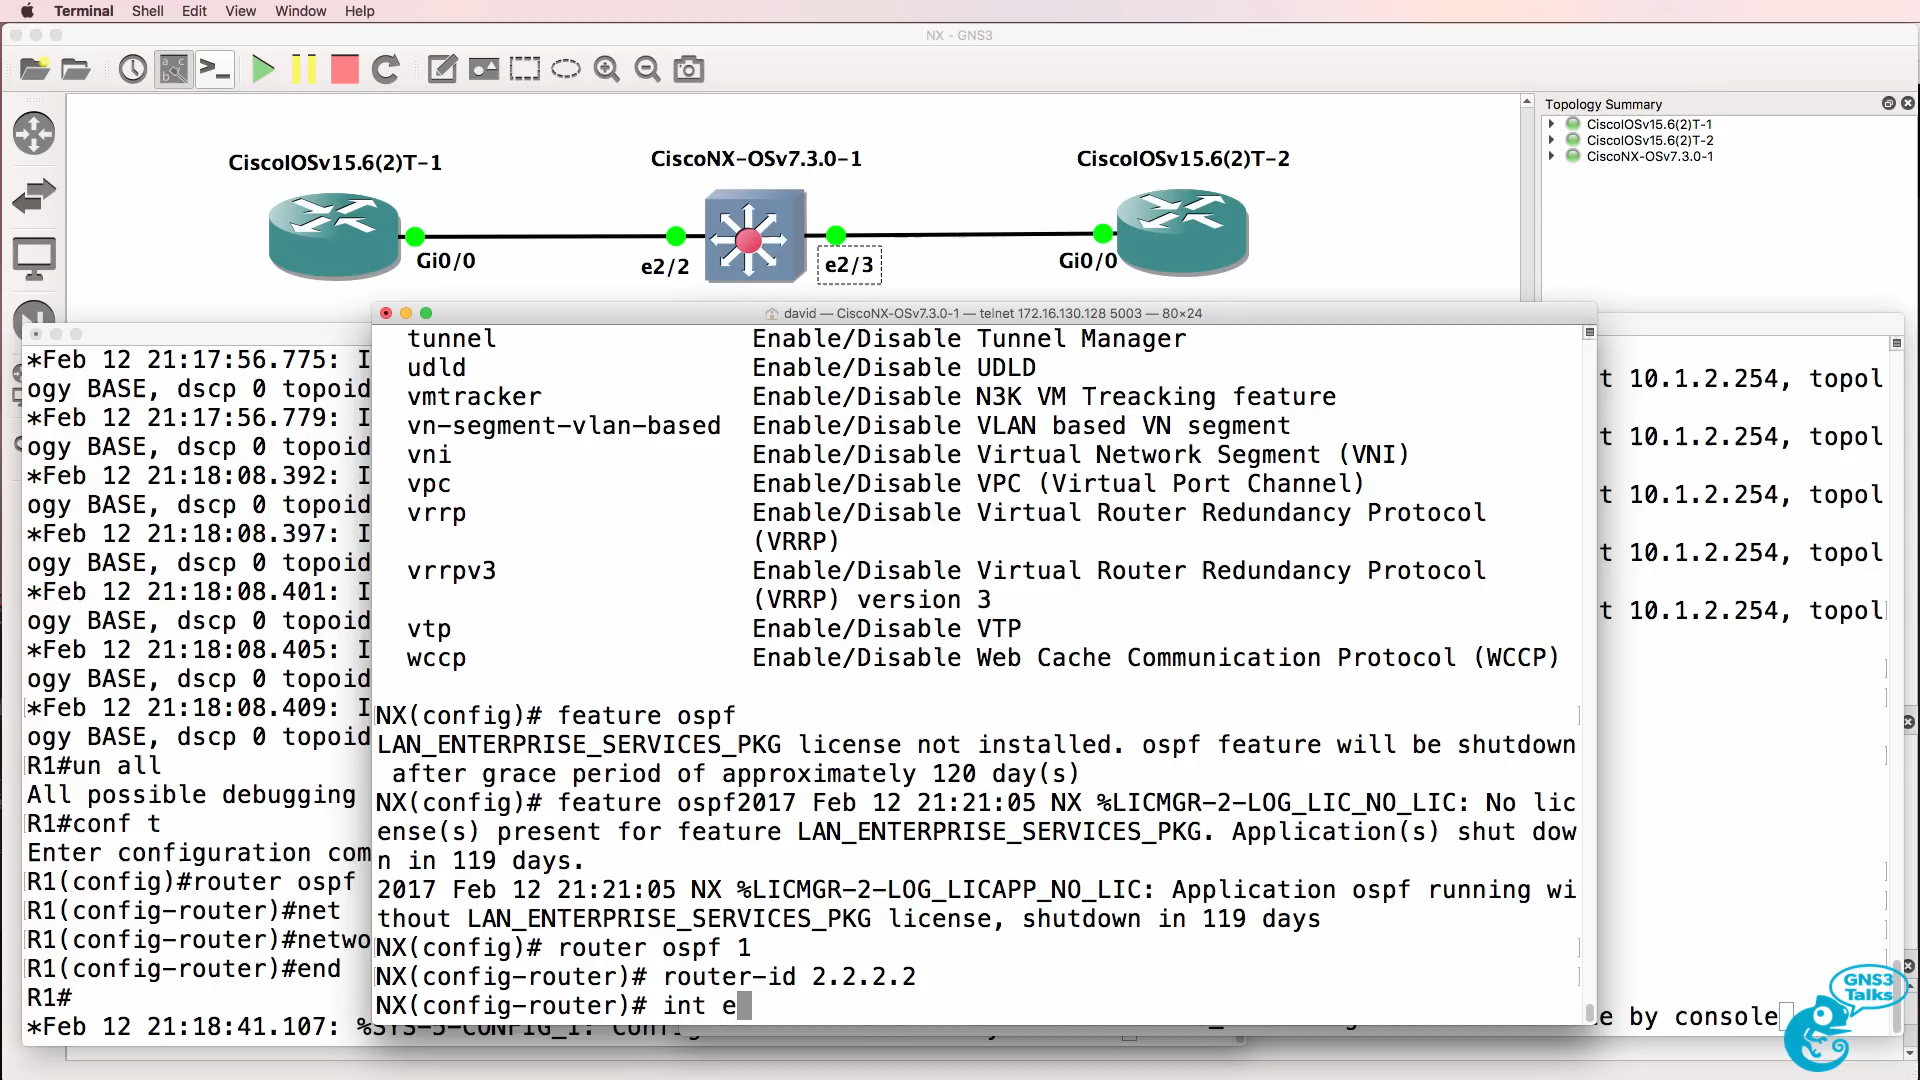 Terminal Shell Edit View Window Help
NX - GNS3
Topology Summary
CiscoIOSv15.6(2)T-1
CiscoIOSv15.6(2)T-2
CiscoNX-OSv7.3.0-1
CiscoIOSv15.6(2)T-1
CiscoNX-OSv7.3.0-1
CiscoIOSv15.6(2)T-2
Gi0/0
e2/2
e2/3
Gi0/0
david — CiscoNX-OSv7.3.0-1 — telnet 172.16.130.128 5003 — 80×24
tunnel Enable/Disable Tunnel Manager
udld Enable/Disable UDLD
vmtracker Enable/Disable N3K VM Treacking feature
vn-segment-vlan-based Enable/Disable VLAN based VN segment
vni Enable/Disable Virtual Network Segment (VNI)
vpc Enable/Disable VPC (Virtual Port Channel)
vrrp Enable/Disable Virtual Router Redundancy Protocol
(VRRP)
vrrpv3 Enable/Disable Virtual Router Redundancy Protocol
(VRRP) version 3
vtp Enable/Disable VTP
wccp Enable/Disable Web Cache Communication Protocol (WCCP)
NX(config)# feature ospf
LAN_ENTERPRISE_SERVICES_PKG license not installed. ospf feature will be shutdown
after grace period of approximately 120 day(s)
NX(config)# feature ospf2017 Feb 12 21:21:05 NX %LICMGR-2-LOG_LIC_NO_LIC: No lic
ense(s) present for feature LAN_ENTERPRISE_SERVICES_PKG. Application(s) shut dow
n in 119 days.
2017 Feb 12 21:21:05 NX %LICMGR-2-LOG_LICAPP_NO_LIC: Application ospf running wi
thout LAN_ENTERPRISE_SERVICES_PKG license, shutdown in 119 days
NX(config)# router ospf 1
NX(config-router)# router-id 2.2.2.2
NX(config-router)# int e
*Feb 12 21:17:56.775: I
ogy BASE, dscp 0 topoid
*Feb 12 21:17:56.779: I
ogy BASE, dscp 0 topoid
*Feb 12 21:18:08.392: I
ogy BASE, dscp 0 topoid
*Feb 12 21:18:08.397: I
ogy BASE, dscp 0 topoid
*Feb 12 21:18:08.401: I
ogy BASE, dscp 0 topoid
*Feb 12 21:18:08.405: I
ogy BASE, dscp 0 topoid
*Feb 12 21:18:08.409: I
ogy BASE, dscp 0 topoid
R1#un all
All possible debugging
R1#conf t
Enter configuration com
R1(config)#router ospf
R1(config-router)#net
R1(config-router)#netwo
R1(config-router)#end
R1#
*Feb 12 21:18:41.107: %SYS-5-CONFIG_I:
t 10.1.2.254, topol
t 10.1.2.254, topol
t 10.1.2.254, topol
t 10.1.2.254, topol
t 10.1.2.254, topol
e by console
GNS3
Talks